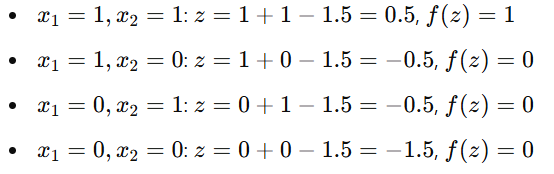 • x₁ = 1, x₂ = 1: z = 1 + 1 − 1.5 = 0.5, f(z) = 1
• x₁ = 1, x₂ = 0: z = 1 + 0 − 1.5 = −0.5, f(z) = 0
• x₁ = 0, x₂ = 1: z = 0 + 1 − 1.5 = −0.5, f(z) = 0
• x₁ = 0, x₂ = 0: z = 0 + 0 − 1.5 = −1.5, f(z) = 0